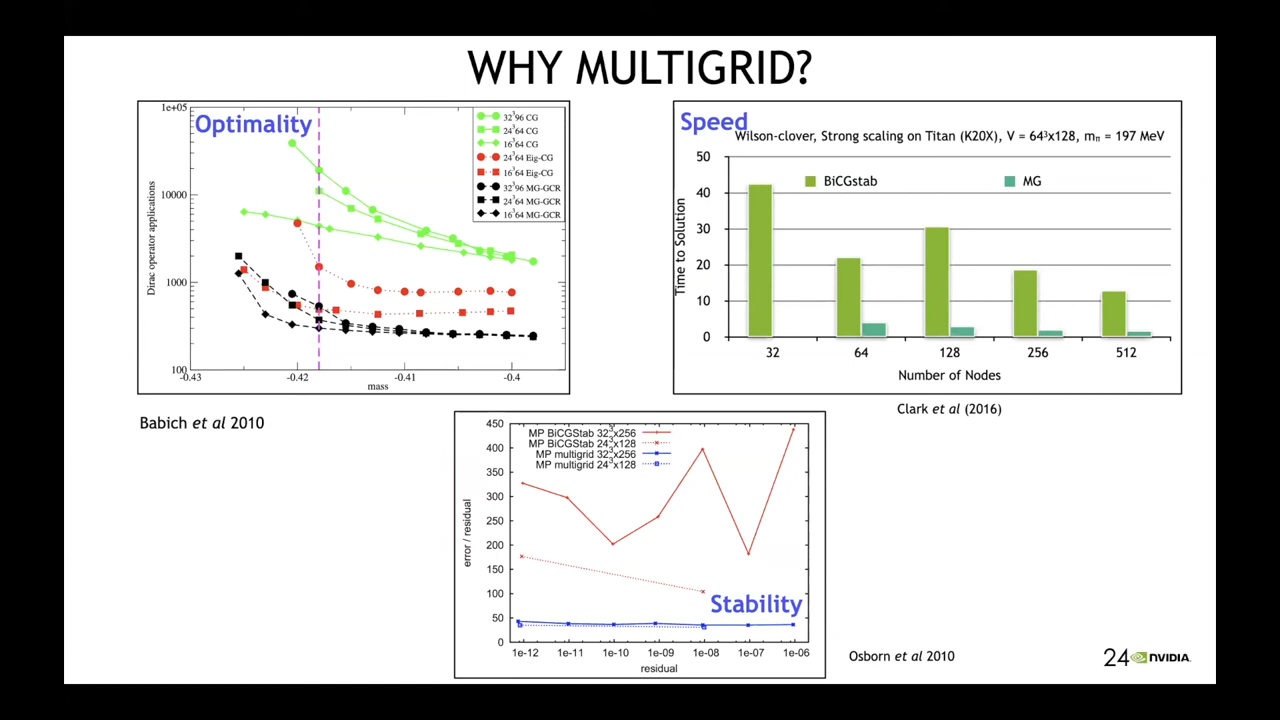 WHY MULTIGRID?
Optimality
1e+05
10000
1000
100
Dirac operator applications
-0.43
-0.42
-0.41
-0.4
mass
32³96 CG
24³64 CG
16³64 CG
24³64 Eig-CG
16³64 Eig-CG
32³96 MG-GCR
24³64 MG-GCR
16³64 MG-GCR
Babich et al 2010
Speed
Wilson-clover, Strong scaling on Titan (K20X), V = 64³x128, mπ = 197 MeV
BiCGstab
MG
Time to Solution
50
40
30
20
10
0
32
64
128
256
512
Number of Nodes
Clark et al (2016)
MP BiCGStab 32³x256
MP BiCGStab 24³x128
MP multigrid 32³x256
MP multigrid 24³x128
error / residual
450
400
350
300
250
200
150
100
50
0
Stability
1e-12
1e-11
1e-10
1e-09
1e-08
1e-07
1e-06
residual
Osborn et al 2010
24 NVIDIA.